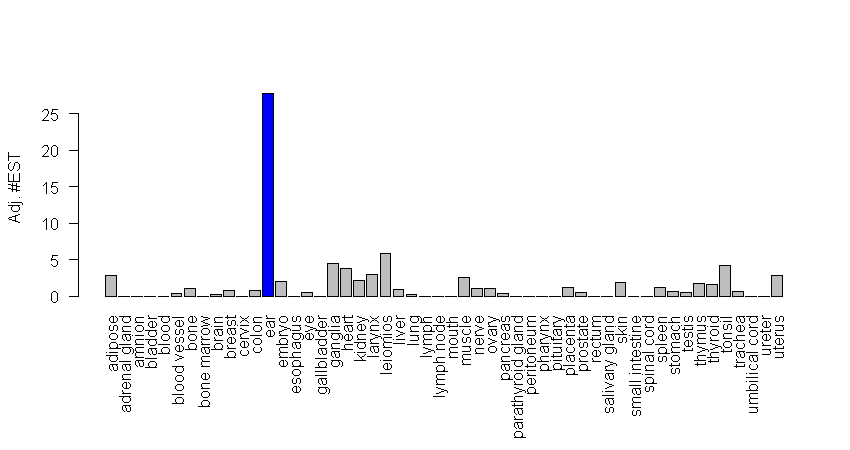 Adj. #EST
25
20
15
10
5
0
adipose
adrenal gland
amnion
bladder
blood
blood vessel
bone
bone marrow
brain
breast
cervix
colon
ear
embryo
esophagus
eye
gallbladder
ganglia
heart
kidney
larynx
leiomios
liver
lung
lymph
lymph node
mouth
muscle
nerve
ovary
pancreas
parathyroid gland
peritoneum
pharynx
pituitary
placenta
prostate
rectum
salivary gland
skin
small intestine
spinal cord
spleen
stomach
testis
thymus
thyroid
tonsil
trachea
umbilical cord
ureter
uterus